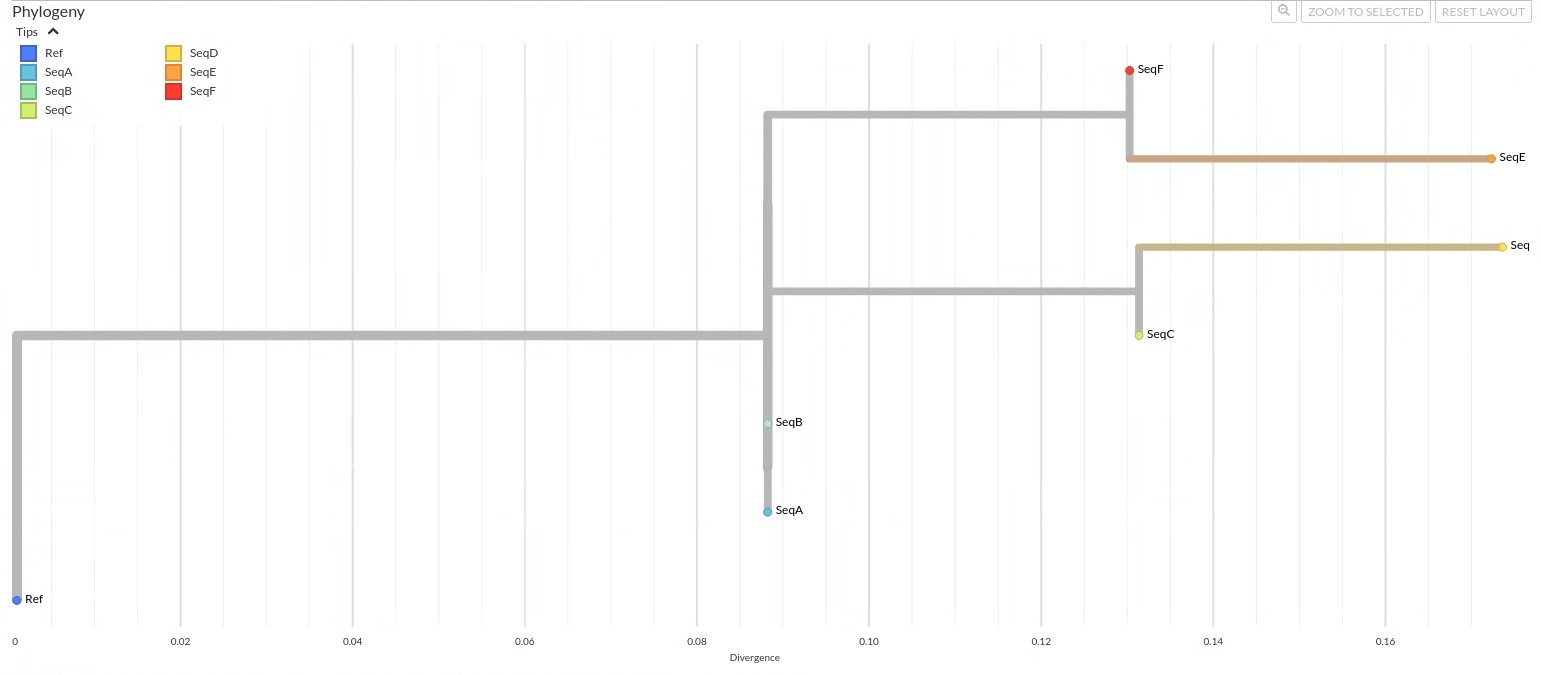 Phylogeny
ZOOM TO SELECTED
RESET LAYOUT
Tips
Ref
SeqA
SeqB
SeqC
SeqD
SeqE
SeqF
SeqF
SeqE
Seq
SeqC
SeqB
SeqA
Ref
0 0.02 0.04 0.06 0.08 0.10 0.12 0.14 0.16
Divergence